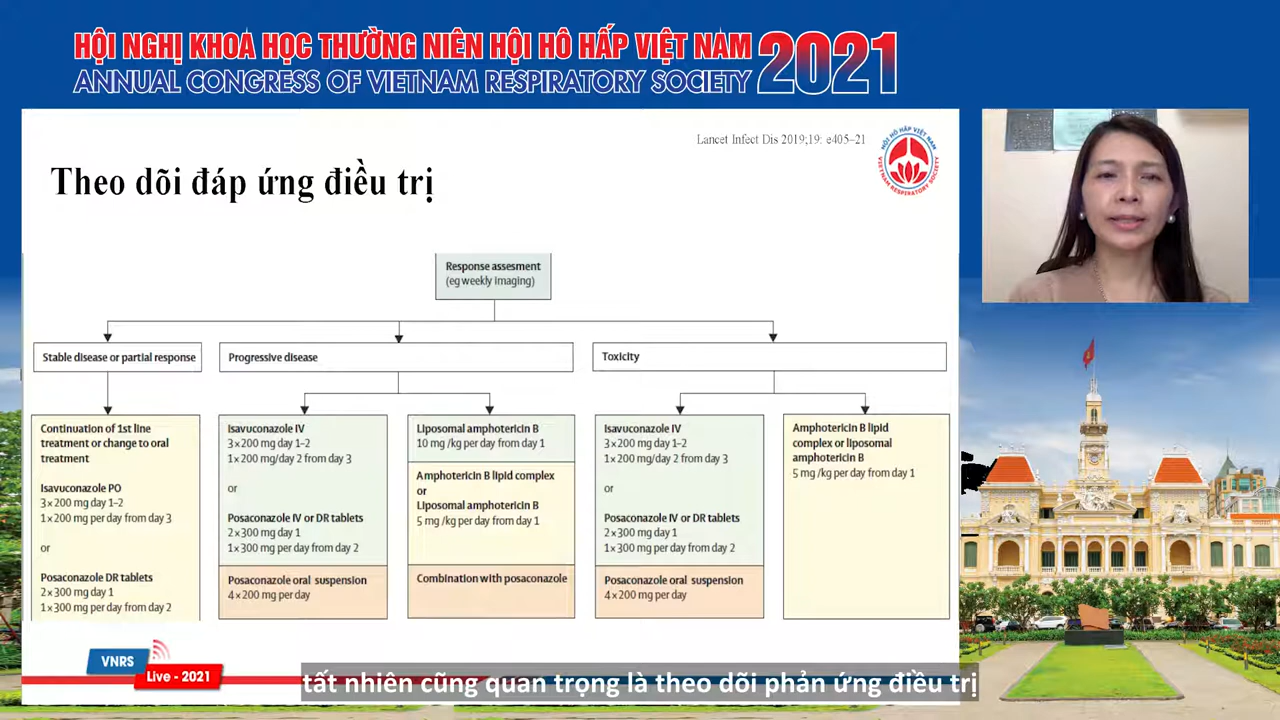 HỘI NGHỊ KHOA HỌC THƯỜNG NIÊN HỘI HÔ HẤP VIỆT NAM
ANNUAL CONGRESS OF VIETNAM RESPIRATORY SOCIETY
2021
Lancet Infect Dis 2019;19: e405–21
HỘI HÔ HẤP VIỆT NAM
VIETNAM RESPIRATORY SOCIETY
Theo dõi đáp ứng điều trị
Response assesment
(eg weekly imaging)
Stable disease or partial response
Progressive disease
Toxicity
Continuation of 1st line
treatment or change to oral
treatment
Isavuconazole PO
3×200 mg day 1–2
1×200 mg per day from day 3
or
Posaconazole DR tablets
2×300 mg day 1
1×300 mg per day from day 2
Isavuconazole IV
3×200 mg day 1–2
1×200 mg/day 2 from day 3
or
Posaconazole IV or DR tablets
2×300 mg day 1
1×300 mg per day from day 2
Posaconazole oral suspension
4×200 mg per day
Liposomal amphotericin B
10 mg /kg per day from day 1
Amphotericin B lipid complex
or
Liposomal amphotericin B
5 mg /kg per day from day 1
Combination with posaconazole
Isavuconazole IV
3×200 mg day 1–2
1×200 mg/day 2 from day 3
or
Posaconazole IV or DR tablets
2×300 mg day 1
1×300 mg per day from day 2
Posaconazole oral suspension
4×200 mg per day
Amphotericin B lipid
complex or liposomal
amphotericin B
5 mg /kg per day from day 1
VNRS
Live - 2021
tất nhiên cũng quan trọng là theo dõi phản ứng điều trị